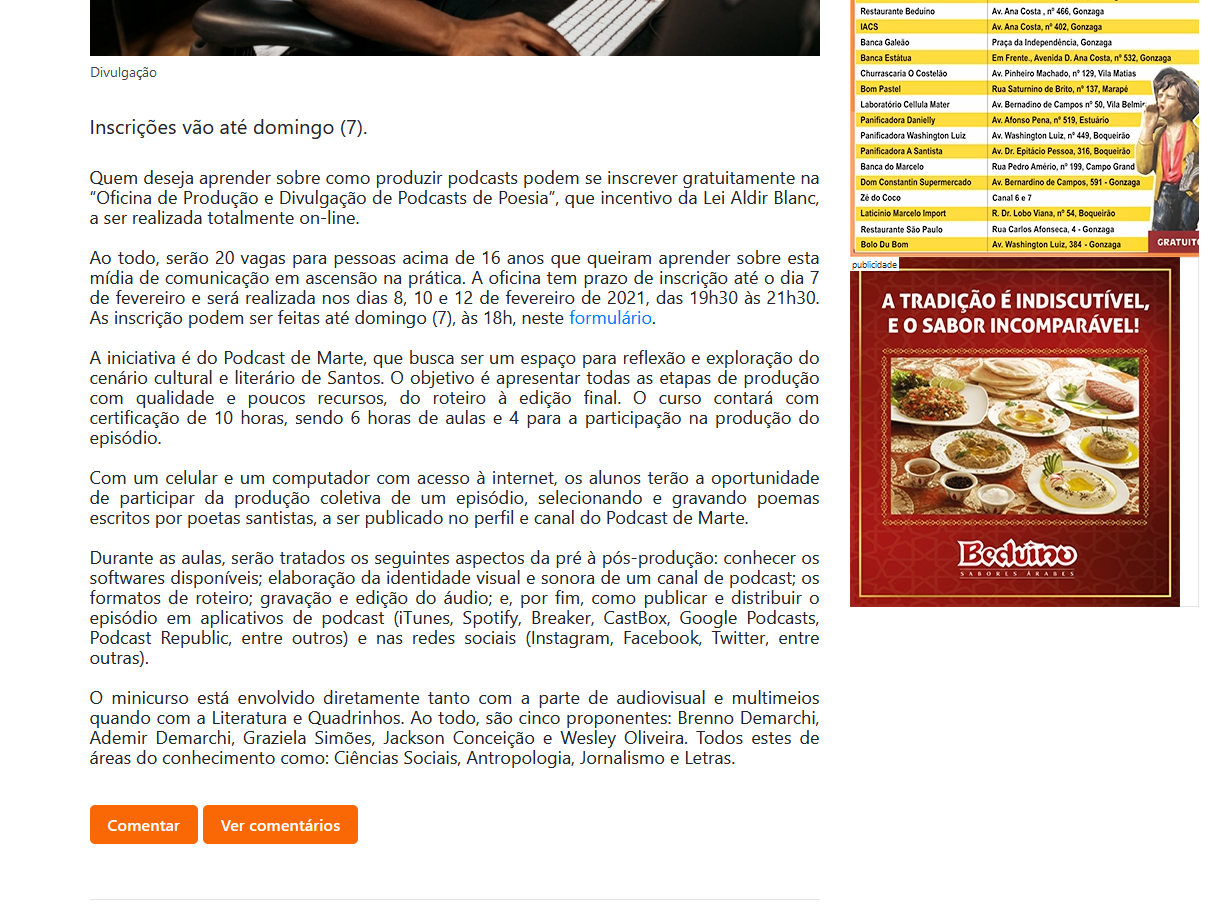 Divulgação
Inscrições vão até domingo (7).
Quem deseja aprender sobre como produzir podcasts podem se inscrever gratuitamente na
“Oficina de Produção e Divulgação de Podcasts de Poesia”, que incentivo da Lei Aldir Blanc,
a ser realizada totalmente on-line.
Ao todo, serão 20 vagas para pessoas acima de 16 anos que queiram aprender sobre esta
mídia de comunicação em ascensão na prática. A oficina tem prazo de inscrição até o dia 7
de fevereiro e será realizada nos dias 8, 10 e 12 de fevereiro de 2021, das 19h30 às 21h30.
As inscrição podem ser feitas até domingo (7), às 18h, neste formulário.
A iniciativa é do Podcast de Marte, que busca ser um espaço para reflexão e exploração do
cenário cultural e literário de Santos. O objetivo é apresentar todas as etapas de produção
com qualidade e poucos recursos, do roteiro à edição final. O curso contará com
certificação de 10 horas, sendo 6 horas de aulas e 4 para a participação na produção do
episódio.
Com um celular e um computador com acesso à internet, os alunos terão a oportunidade
de participar da produção coletiva de um episódio, selecionando e gravando poemas
escritos por poetas santistas, a ser publicado no perfil e canal do Podcast de Marte.
Durante as aulas, serão tratados os seguintes aspectos da pré à pós-produção: conhecer os
softwares disponíveis; elaboração da identidade visual e sonora de um canal de podcast; os
formatos de roteiro; gravação e edição do áudio; e, por fim, como publicar e distribuir o
episódio em aplicativos de podcast (iTunes, Spotify, Breaker, CastBox, Google Podcasts,
Podcast Republic, entre outros) e nas redes sociais (Instagram, Facebook, Twitter, entre
outras).
O minicurso está envolvido diretamente tanto com a parte de audiovisual e multimeios
quando com a Literatura e Quadrinhos. Ao todo, são cinco proponentes: Brenno Demarchi,
Ademir Demarchi, Graziela Simões, Jackson Conceição e Wesley Oliveira. Todos estes de
áreas do conhecimento como: Ciências Sociais, Antropologia, Jornalismo e Letras.
Comentar Ver comentários
Restaurante Beduino Av. Ana Costa , nº 466, Gonzaga
IACS Av. Ana Costa, nº 402, Gonzaga
Banca Galeão Praça da Independência, Gonzaga
Banca Estátua Em Frente., Avenida D. Ana Costa, nº 532, Gonzaga
Churrascaria O Costelão Av. Pinheiro Machado, nº 129, Vila Matias
Bom Pastel Rua Saturnino de Brito, nº 137, Marapé
Laboratório Cellula Mater Av. Bernadino de Campos nº 50, Vila Belmi
Panificadora Danielly Av. Afonso Pena, nº 519, Estuário
Panificadora Washington Luiz Av. Washington Luiz, nº 449, Boqueirão
Panificadora A Santista Av. Dr. Epitácio Pessoa, 316, Boqueirão
Banca do Marcelo Rua Pedro Amério, nº 199, Campo Grand
Dom Constantin Supermercado Av. Bernardino de Campos, 591 - Gonzaga
Zé do Coco Canal 6 e 7
Laticínio Marcelo Import R. Dr. Lobo Viana, nº 54, Boqueirão
Restaurante São Paulo Rua Carlos Afonseca, 4 - Gonzaga
Bolo Du Bom Av. Washington Luiz, 384 - Gonzaga
GRATUITO
publicidade
A TRADIÇÃO É INDISCUTÍVEL,
E O SABOR INCOMPARÁVEL!
Beduino
SABORES ÁRABES